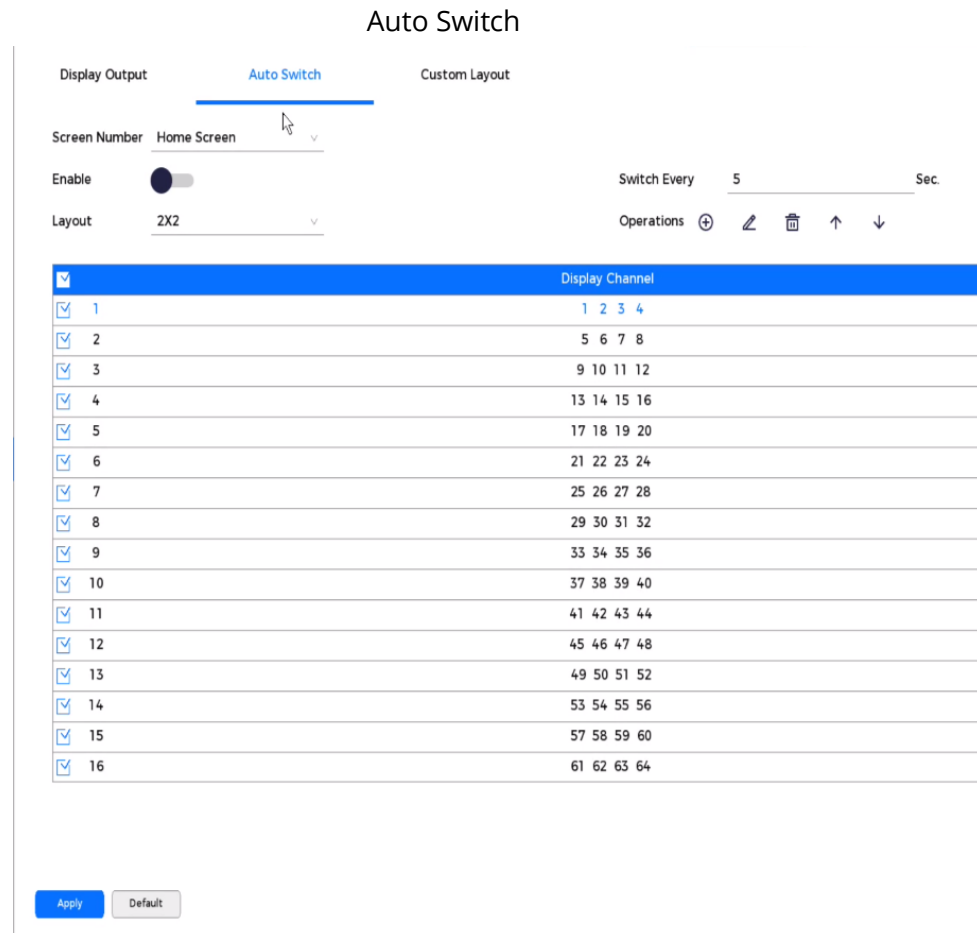 Auto Switch
Display Output Auto Switch Custom Layout
Screen Number Home Screen
Enable Switch Every 5 Sec.
Layout 2X2 Operations
Display Channel
1 1 2 3 4
2 5 6 7 8
3 9 10 11 12
4 13 14 15 16
5 17 18 19 20
6 21 22 23 24
7 25 26 27 28
8 29 30 31 32
9 33 34 35 36
10 37 38 39 40
11 41 42 43 44
12 45 46 47 48
13 49 50 51 52
14 53 54 55 56
15 57 58 59 60
16 61 62 63 64
Apply Default